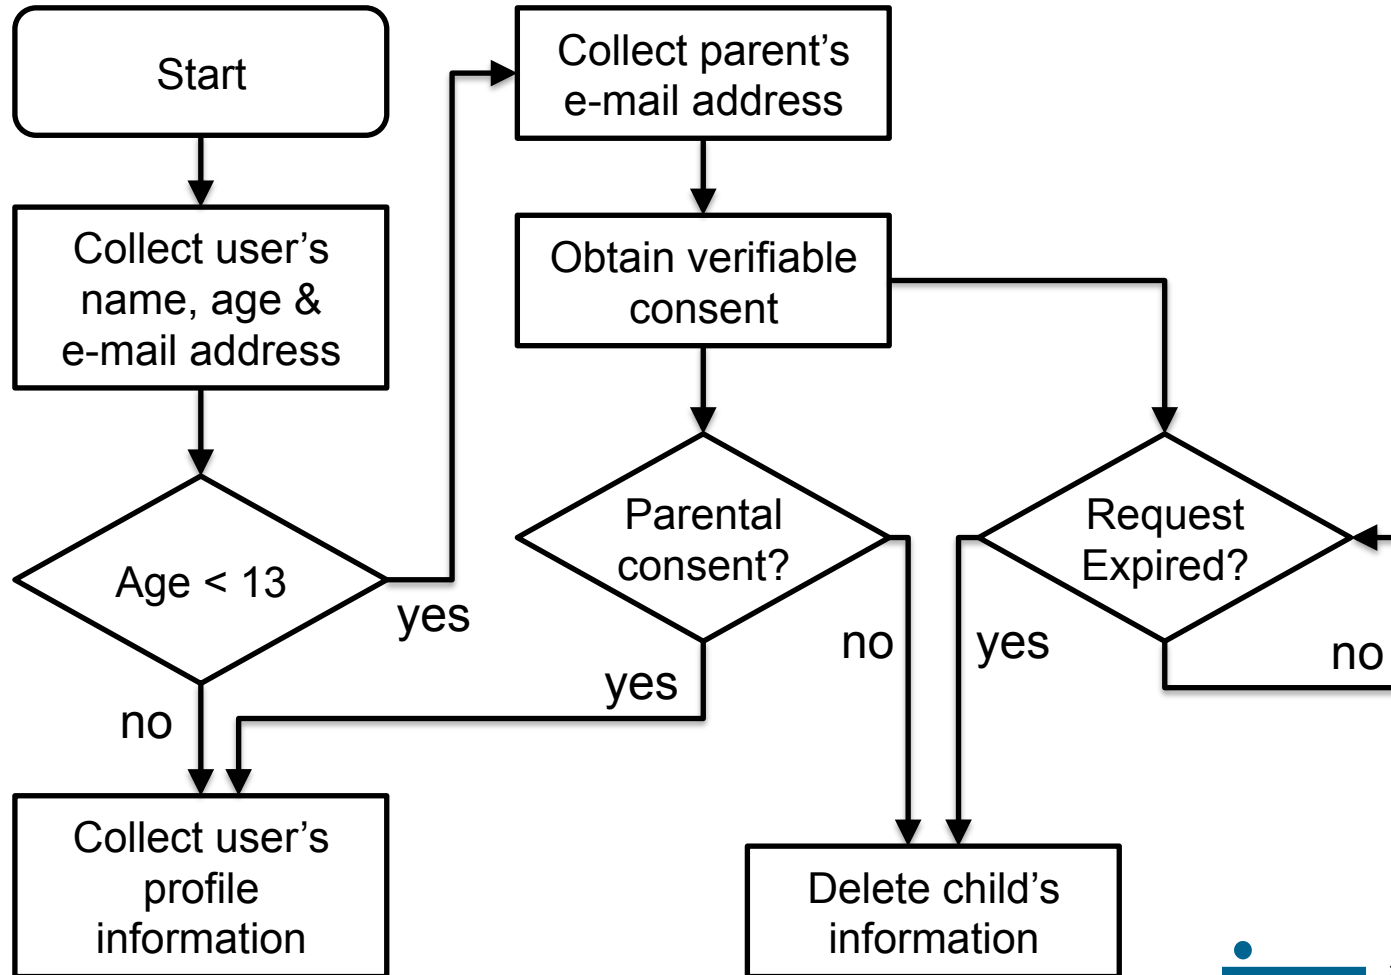 Start
Collect user’s
name, age &
e-mail address
Age < 13
yes
no
Collect user’s
profile
information
Collect parent’s
e-mail address
Obtain verifiable
consent
Parental
consent?
yes
no
Request
Expired?
yes
no
Delete child’s
information